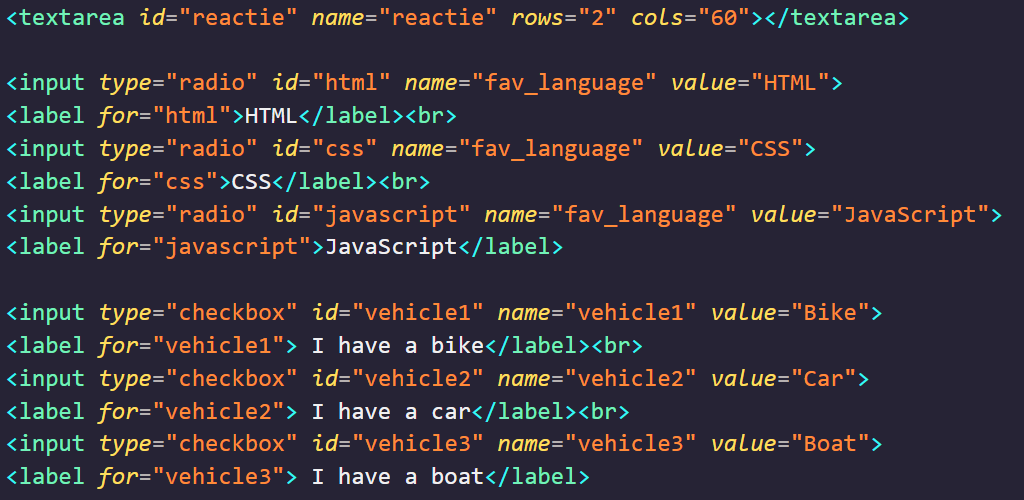 <textarea id="reactie" name="reactie" rows="2" cols="60"></textarea>
<input type="radio" id="html" name="fav_language" value="HTML">
<label for="html">HTML</label><br>
<input type="radio" id="css" name="fav_language" value="CSS">
<label for="css">CSS</label><br>
<input type="radio" id="javascript" name="fav_language" value="JavaScript">
<label for="javascript">JavaScript</label>
<input type="checkbox" id="vehicle1" name="vehicle1" value="Bike">
<label for="vehicle1"> I have a bike</label><br>
<input type="checkbox" id="vehicle2" name="vehicle2" value="Car">
<label for="vehicle2"> I have a car</label><br>
<input type="checkbox" id="vehicle3" name="vehicle3" value="Boat">
<label for="vehicle3"> I have a boat</label>